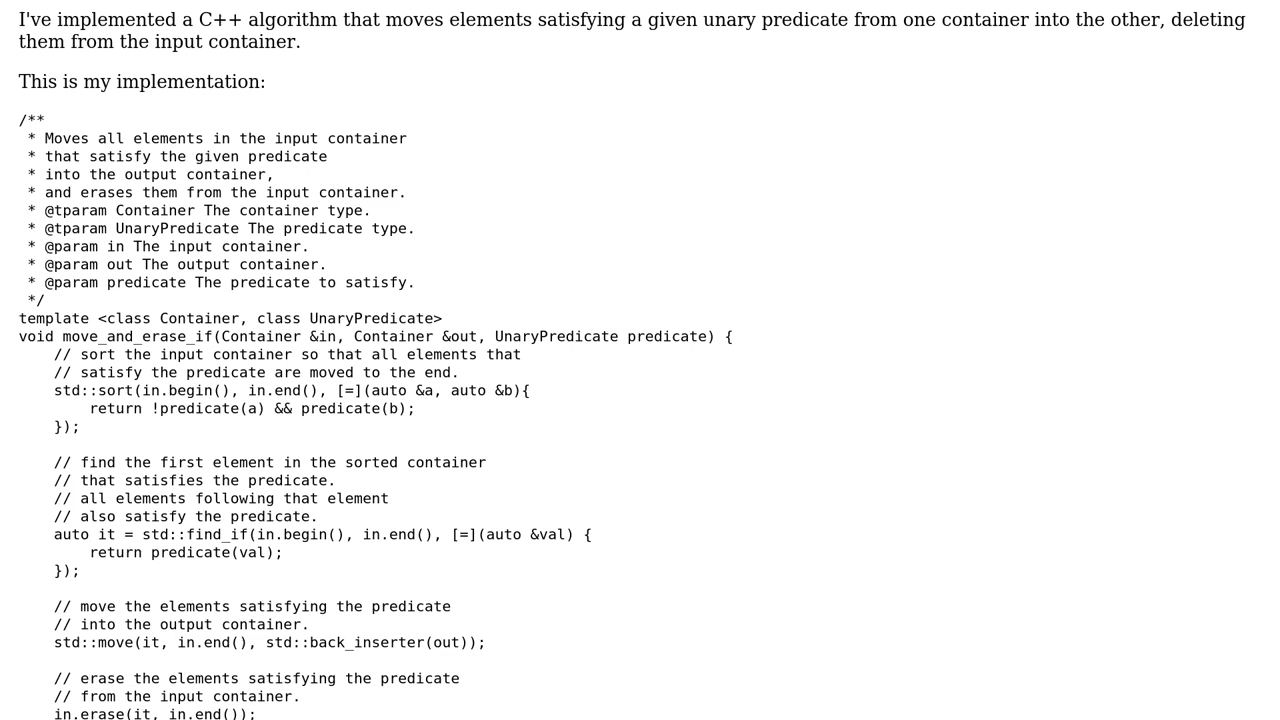 I've implemented a C++ algorithm that moves elements satisfying a given unary predicate from one container into the other, deleting
them from the input container.
This is my implementation:
/**
 * Moves all elements in the input container
 * that satisfy the given predicate
 * into the output container,
 * and erases them from the input container.
 * @tparam Container The container type.
 * @tparam UnaryPredicate The predicate type.
 * @param in The input container.
 * @param out The output container.
 * @param predicate The predicate to satisfy.
 */
template <class Container, class UnaryPredicate>
void move_and_erase_if(Container &in, Container &out, UnaryPredicate predicate) {
    // sort the input container so that all elements that
    // satisfy the predicate are moved to the end.
    std::sort(in.begin(), in.end(), [=](auto &a, auto &b){
        return !predicate(a) && predicate(b);
    });
    // find the first element in the sorted container
    // that satisfies the predicate.
    // all elements following that element
    // also satisfy the predicate.
    auto it = std::find_if(in.begin(), in.end(), [=](auto &val) {
        return predicate(val);
    });
    // move the elements satisfying the predicate
    // into the output container.
    std::move(it, in.end(), std::back_inserter(out));
    // erase the elements satisfying the predicate
    // from the input container.
    in.erase(it, in.end());